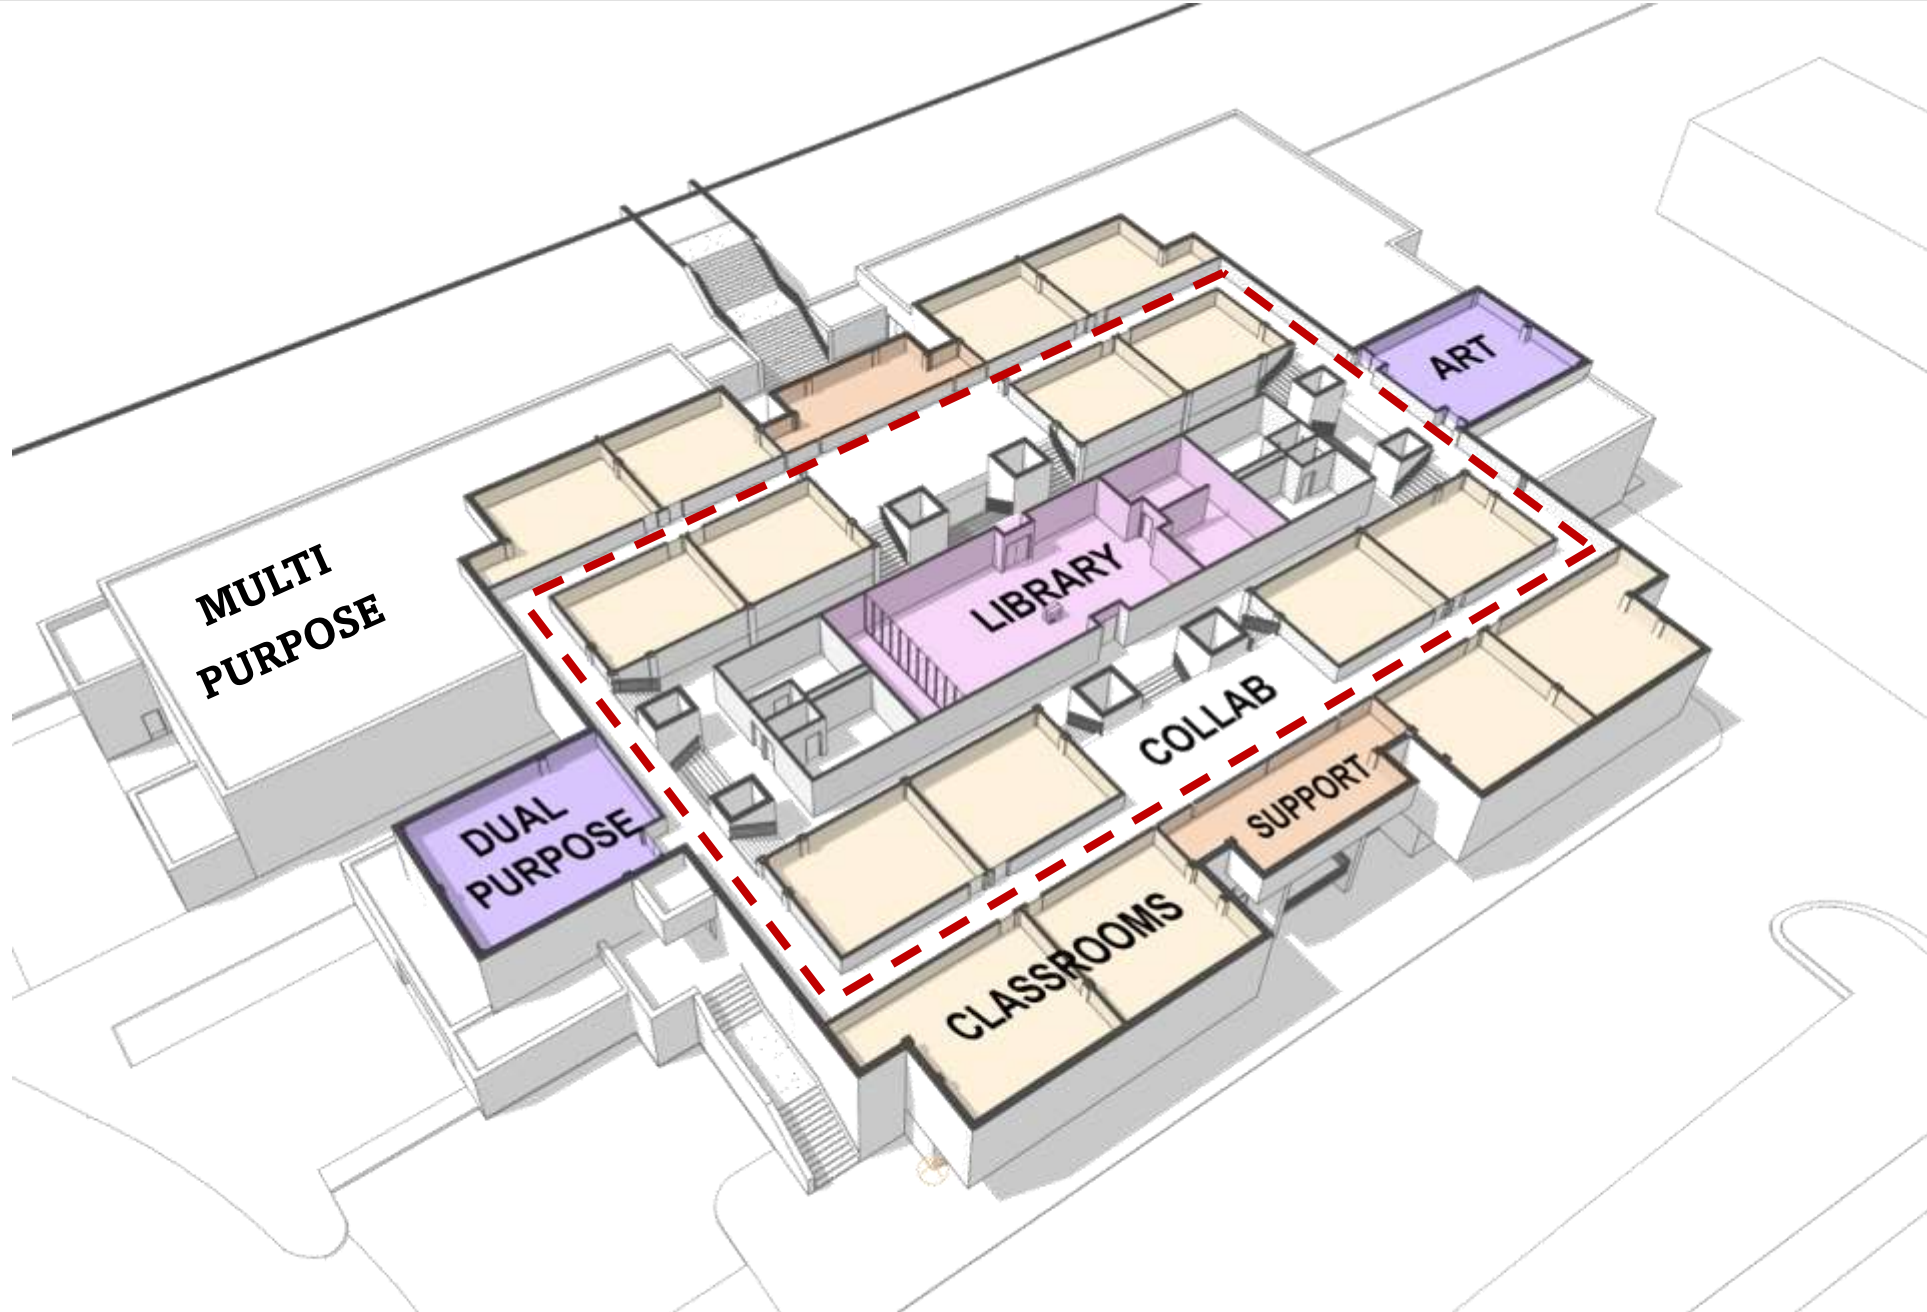 ART
MULTI
PURPOSE
LIBRARY
COLLAB
SUPPORT
DUAL
PURPOSE
CLASSROOMS